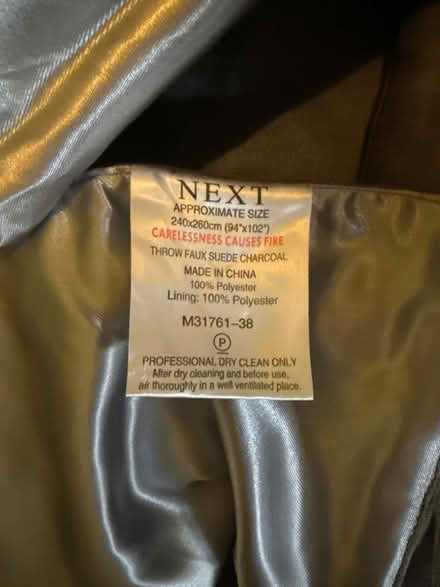 NEXT
APPROXIMATE SIZE
240x260cm (94"x102")
CARELESSNESS CAUSES FIRE
THROW FAUX SUEDE CHARCOAL
MADE IN CHINA
100% Polyester
Lining: 100% Polyester
M31761-38
P
PROFESSIONAL DRY CLEAN ONLY
After dry cleaning and before use,
air thoroughly in a well ventilated place.